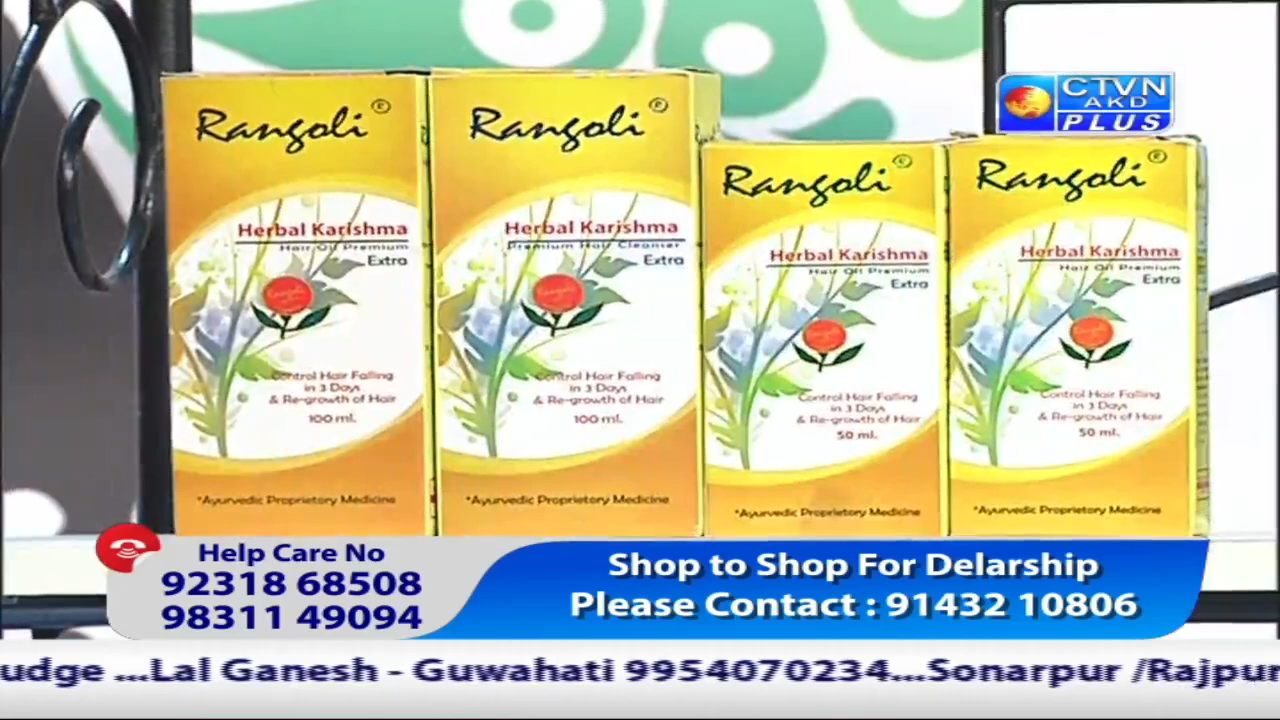 CTVN
AKD
PLUS
Rangoli®
Herbal Karishma
Hair Oil Premium
Extra
Rangoli
Control Hair Falling
in 3 Days
& Re-growth of Hair
100 ml.
*Ayurvedic Proprietory Medicine
Rangoli®
Herbal Karishma
Premium Hair Cleanser
Extra
Rangoli
Control Hair Falling
in 3 Days
& Re-growth of Hair
100 ml.
*Ayurvedic Proprietory Medicine
Rangoli®
Herbal Karishma
Hair Oil Premium
Extra
Rangoli
Control Hair Falling
in 3 Days
& Re-growth of Hair
50 ml.
*Ayurvedic Proprietory Medicine
Rangoli®
Herbal Karishma
Hair Oil Premium
Extra
Rangoli
Control Hair Falling
in 3 Days
& Re-growth of Hair
50 ml.
*Ayurvedic Proprietory Medicine
Help Care No
92318 68508
98311 49094
Shop to Shop For Delarship
Please Contact : 91432 10806
udge ...Lal Ganesh - Guwahati 9954070234...Sonarpur /Rajpur